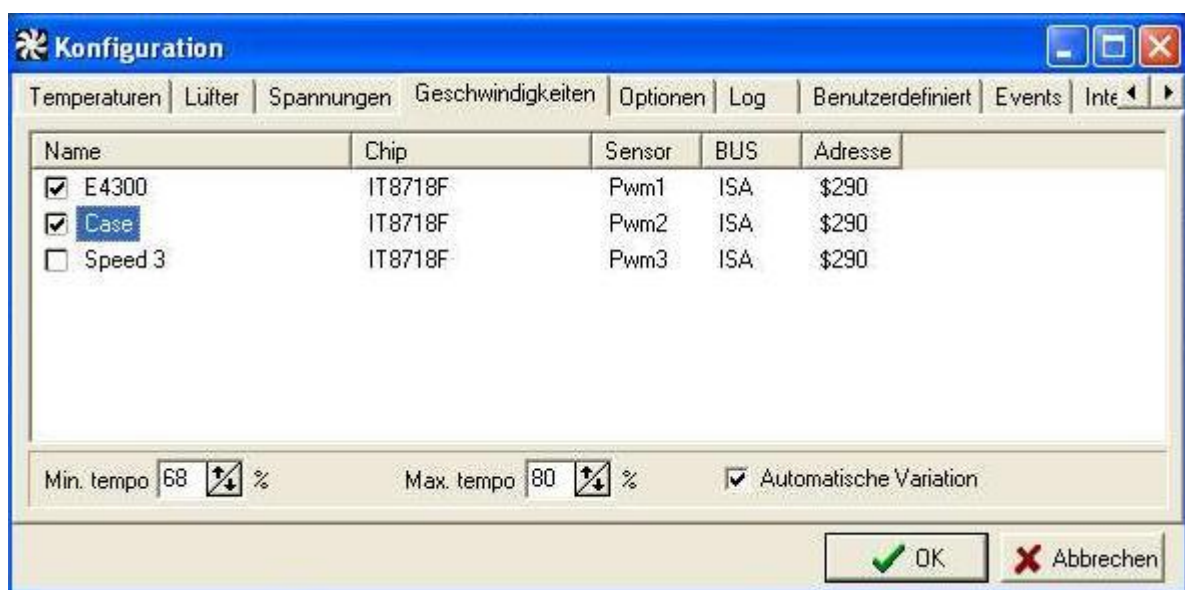 Konfiguration
Temperaturen Lüfter Spannungen Geschwindigkeiten Optionen Log Benutzerdefiniert Events Inte
Name Chip Sensor BUS Adresse
E4300 IT8718F Pwm1 ISA $290
Case IT8718F Pwm2 ISA $290
Speed 3 IT8718F Pwm3 ISA $290
Min. tempo 68 % Max. tempo 80 % Automatische Variation
OK Abbrechen